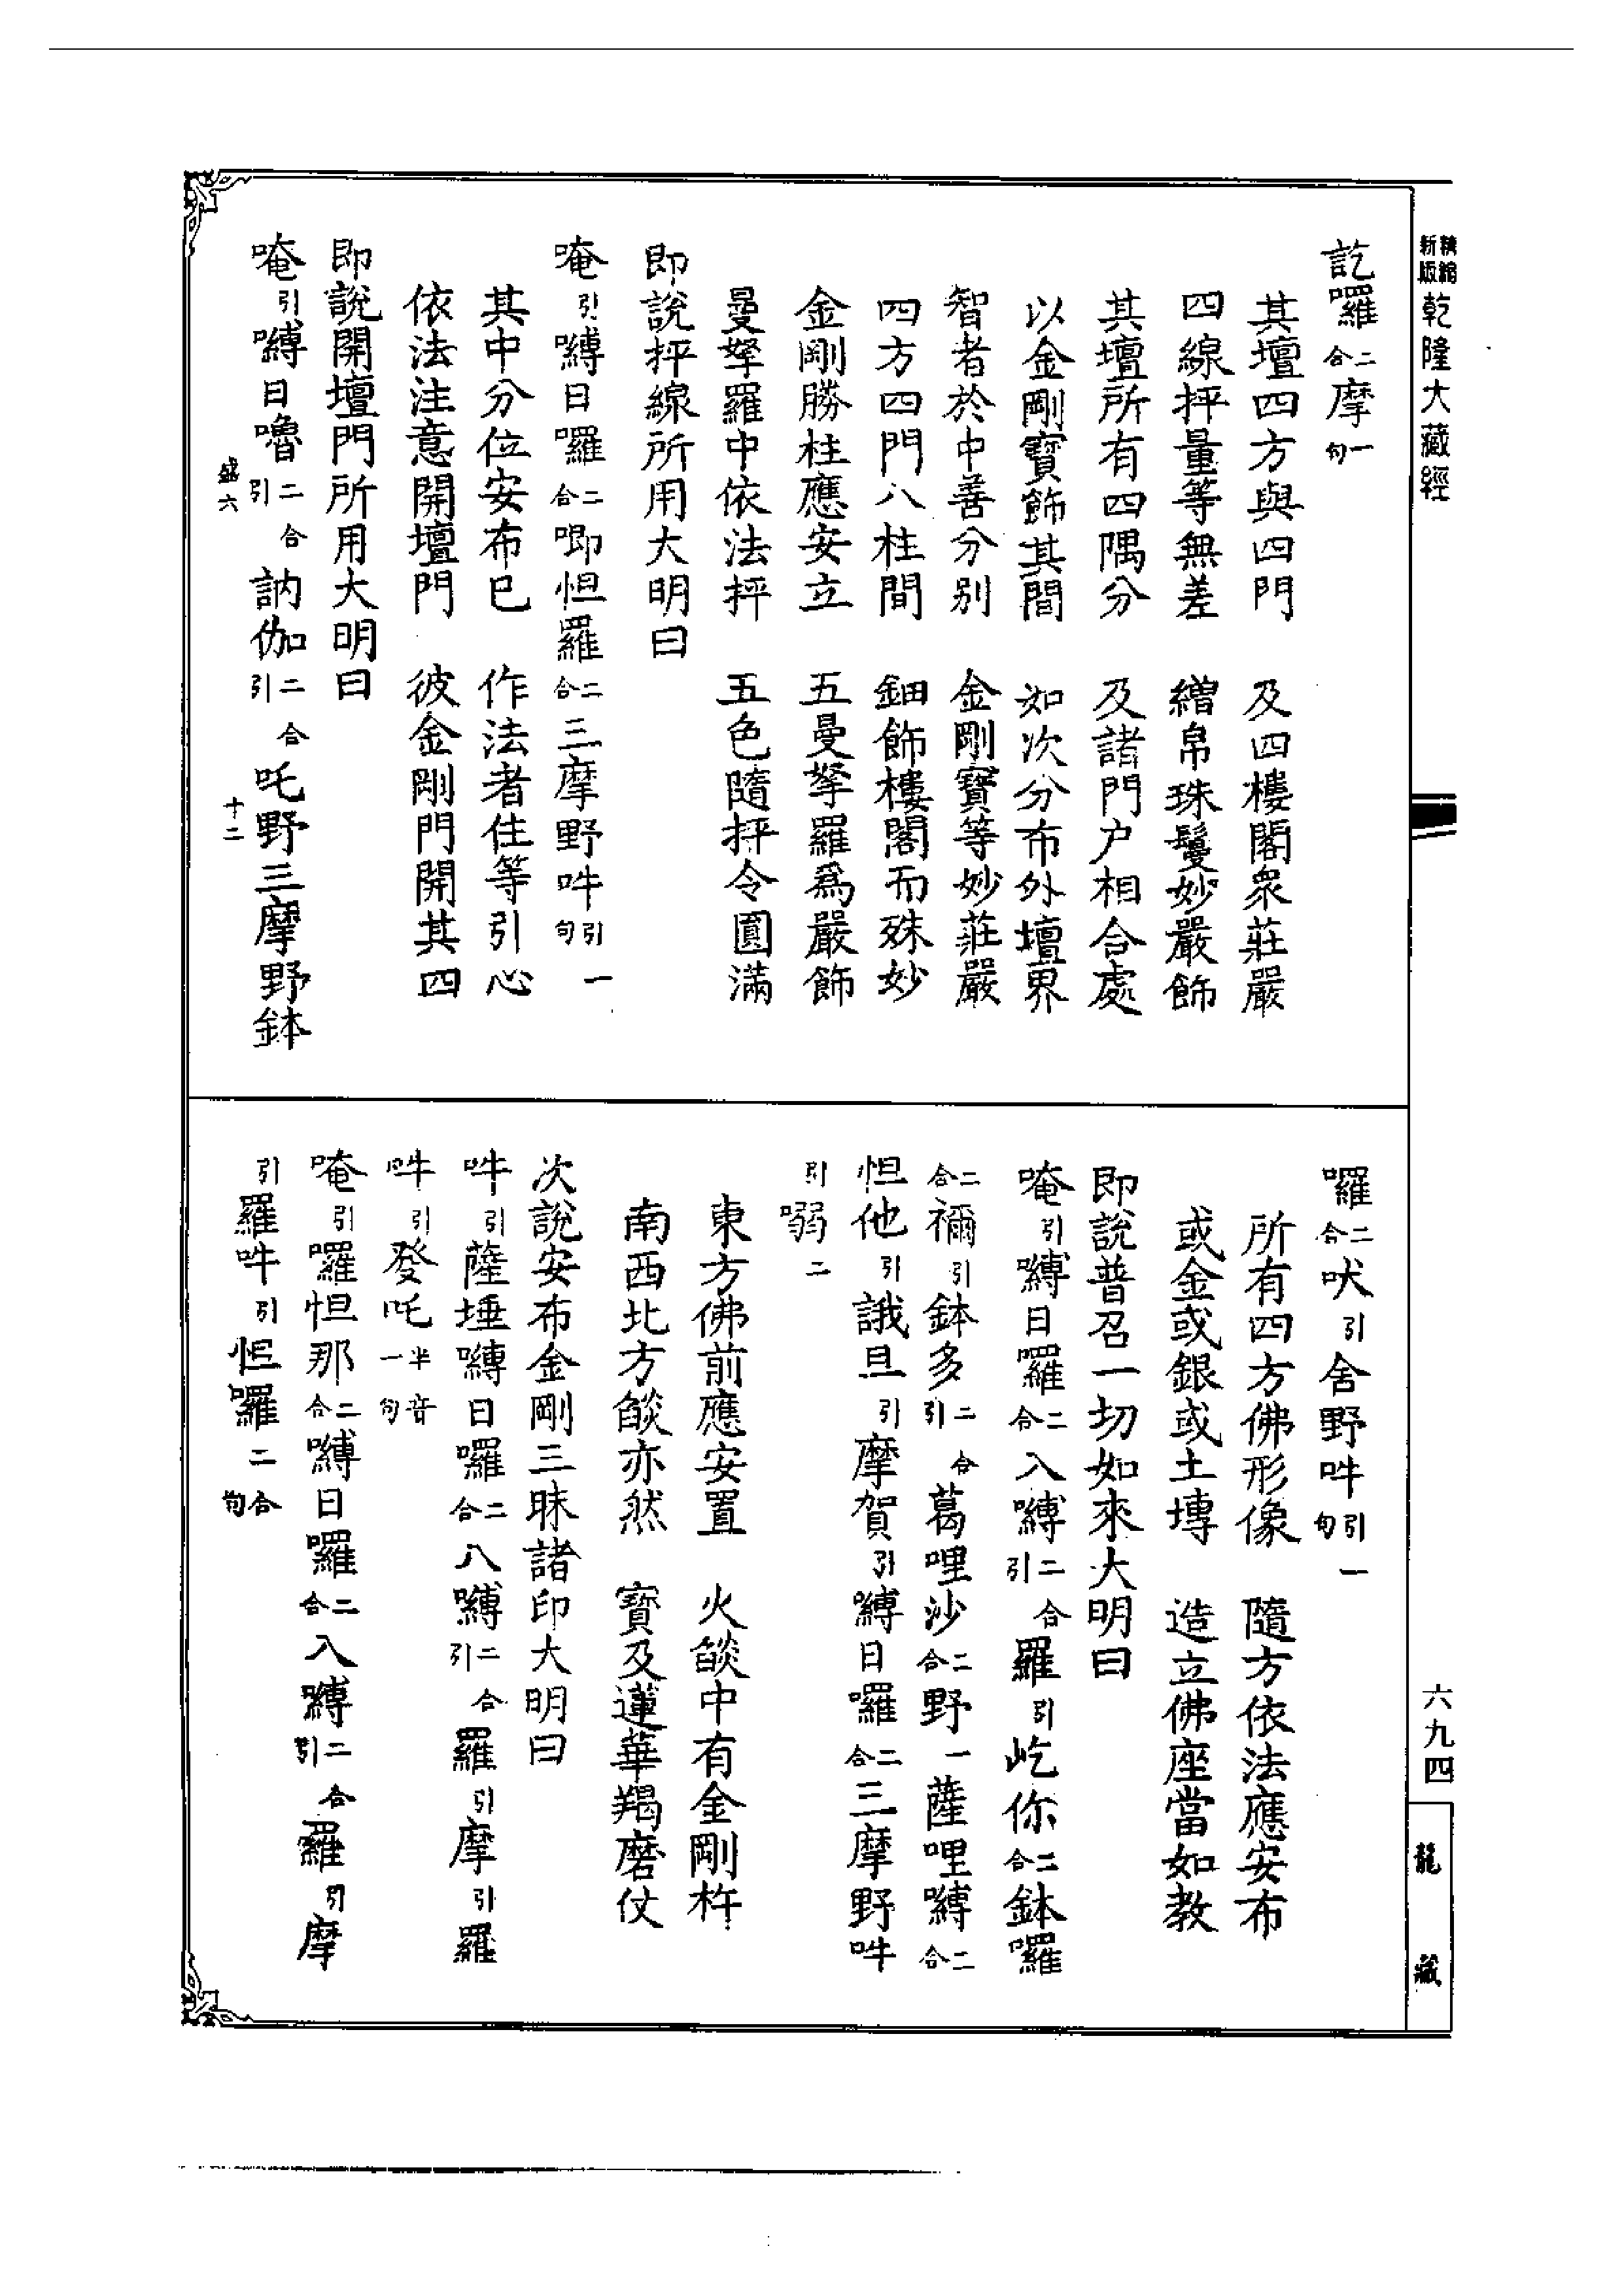 新版精縮乾隆大藏經
訖囉二合摩一句
其壇四方與四門　及四樓閣衆莊嚴
四線抨量等無差　繒帛珠鬘妙嚴飾
其壇所有四隅分　及諸門户相合處
以金剛寳飾其間　如次分布外壇界
智者於中善分别　金剛寳等妙莊嚴
四方四門八柱間　鈿飾樓閣而殊妙
金剛勝柱應安立　五曼拏羅爲嚴飾
曼拏羅中依法抨　五色隨抨令圓滿
即說抨線所用大明曰
唵引嚩日囉二合唧怛羅二合三摩野吽引一句
其中分位安布巳　作法者住等引心
依法注意開壇門　彼金剛門開其四
即說開壇門所用大明曰
唵引嚩日嚕二合引訥伽二合引吒野三摩野鉢
盛六　十二
囉二合吠引舍野吽引一句
所有四方佛形像　隨方依法應安布
或金或銀或土塼　造立佛座當如教
即說普召一切如來大明曰
唵引嚩日囉二合入嚩二合引羅引屹你二合鉢囉
二合禰引鉢多二合引葛哩沙二合野一薩哩嚩二合
怛他引誐旦引摩賀引嚩日囉二合三摩野吽
引嚩二
東方佛前應安置　火燄中有金剛杵
南西北方燄亦然　寳及蓮華羯磨仗
次說安布金剛三昧諸印大明曰
吽引薩埵嚩日囉二合入嚩二合引羅引摩引羅
吽引癹吒半音一句
唵引囉怛那二合嚩日囉二合入嚩二合引羅引摩
引羅吽引怛囉二合句
六九四
龍藏